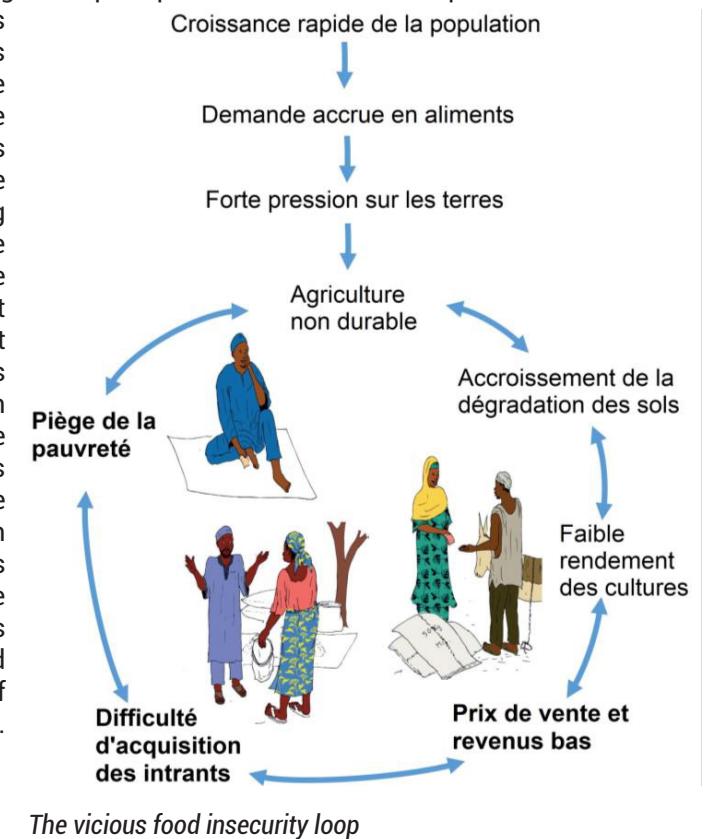 Croissance rapide de la population
Demande accrue en aliments
Forte pression sur les terres
Agriculture
non durable
Accroissement de la
dégradation des sols
Piège de la
pauvreté
Faible
rendement
des cultures
Difficulté
d'acquisition
des intrants
Prix de vente et
revenus bas
The vicious food insecurity loop